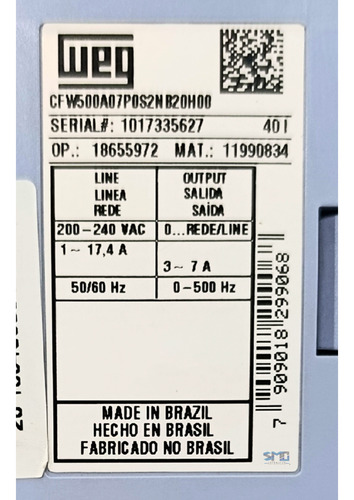 WEG
CFW500A07P0S2NB20H00
SERIAL#: 1017335627 40I
OP.: 18655972 MAT.: 11990834
LINE OUTPUT
LINEA SALIDA
REDE SAÍDA
200-240 VAC 0...REDE/LINE
1~ 17,4 A
3~ 7 A
50/60 Hz 0-500 Hz
7 909018 299068
MADE IN BRAZIL
HECHO EN BRASIL
FABRICADO NO BRASIL
SMG